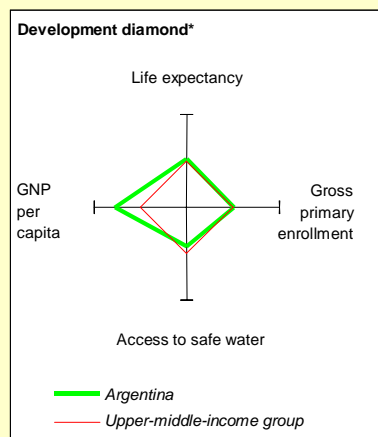 Development diamond*
Life expectancy
GNP
per
capita
Gross
primary
enrollment
Access to safe water
Argentina
Upper-middle-income group